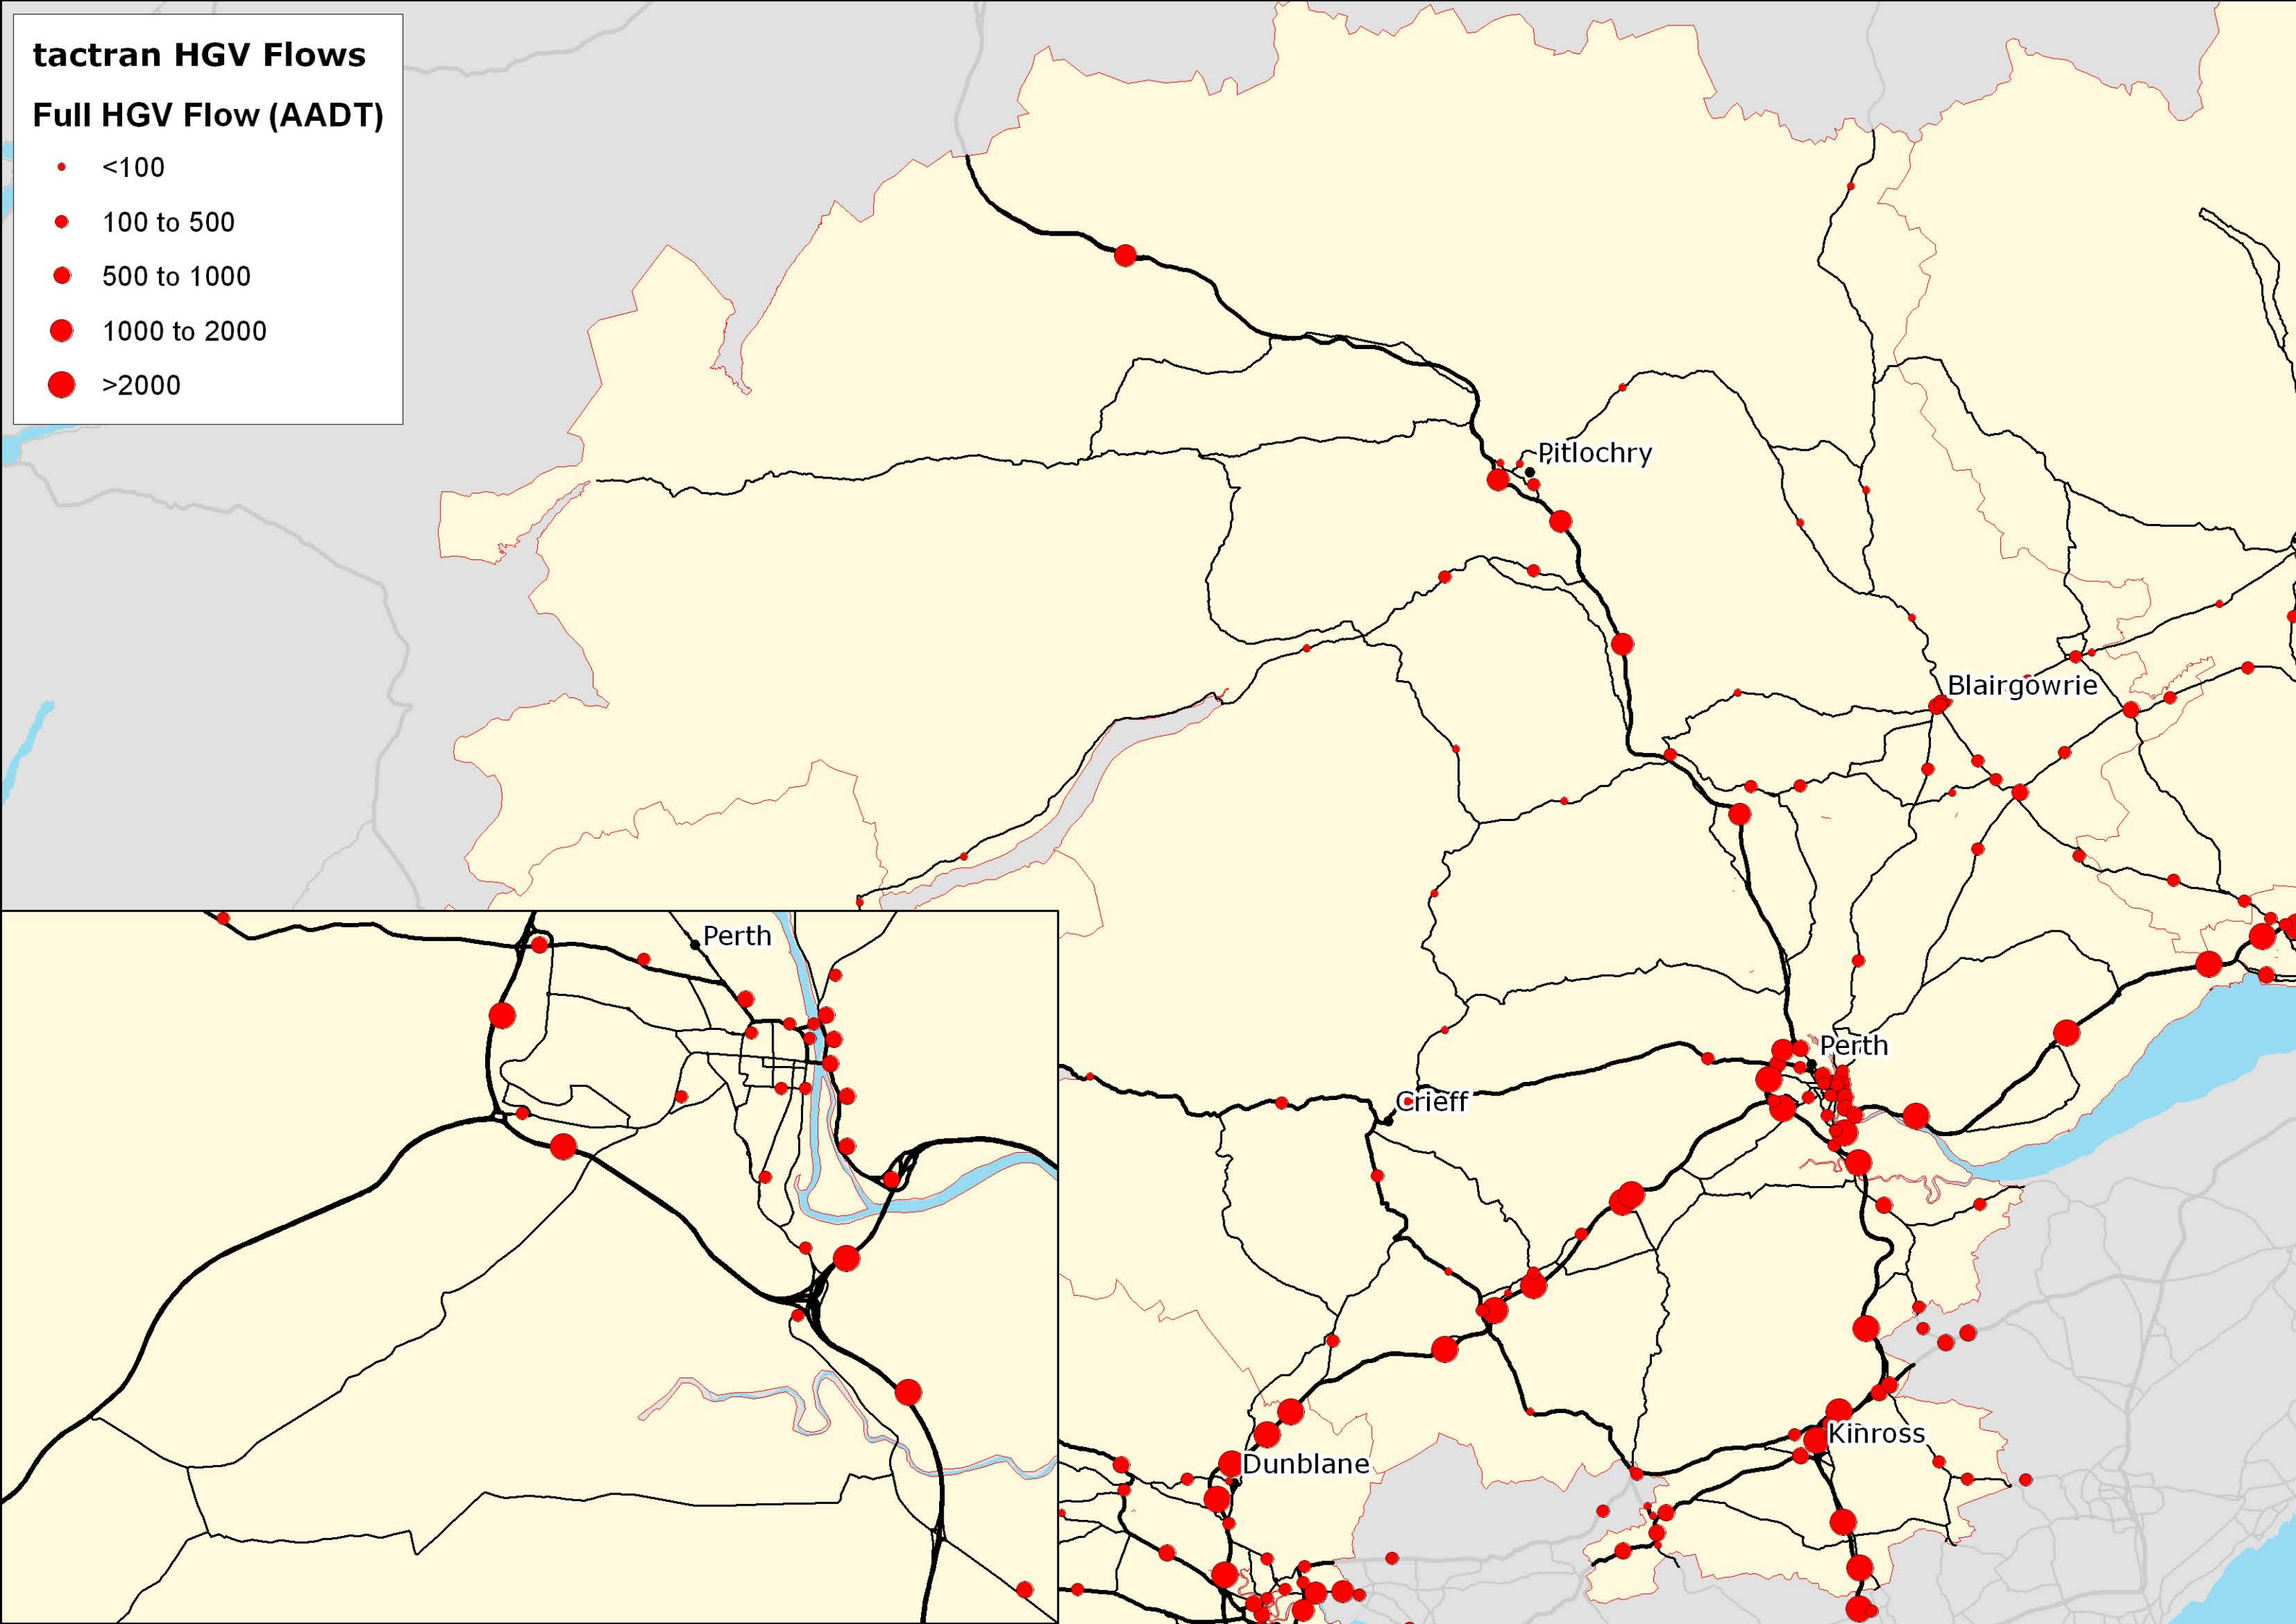 tactran HGV Flows
Full HGV Flow (AADT)
<100
100 to 500
500 to 1000
1000 to 2000
>2000
Pitlochry
Blairgowrie
Perth
Perth
Crieff
Kinross
Dunblane